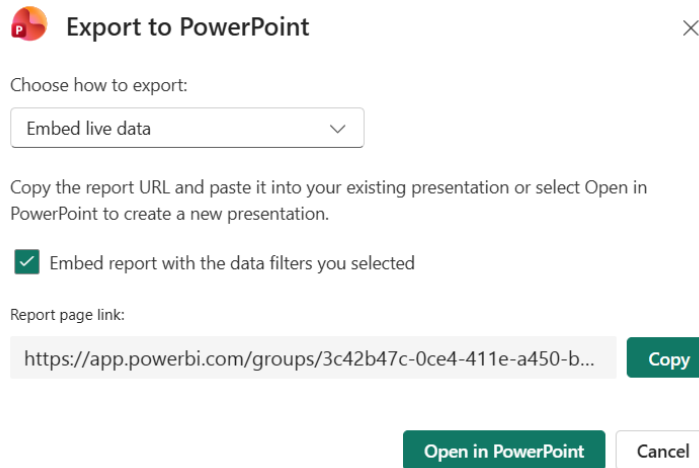 Export to PowerPoint
Choose how to export:
Embed live data
Copy the report URL and paste it into your existing presentation or select Open in
PowerPoint to create a new presentation.
Embed report with the data filters you selected
Report page link:
https://app.powerbi.com/groups/3c42b47c-0ce4-411e-a450-b...
Copy
Open in PowerPoint
Cancel